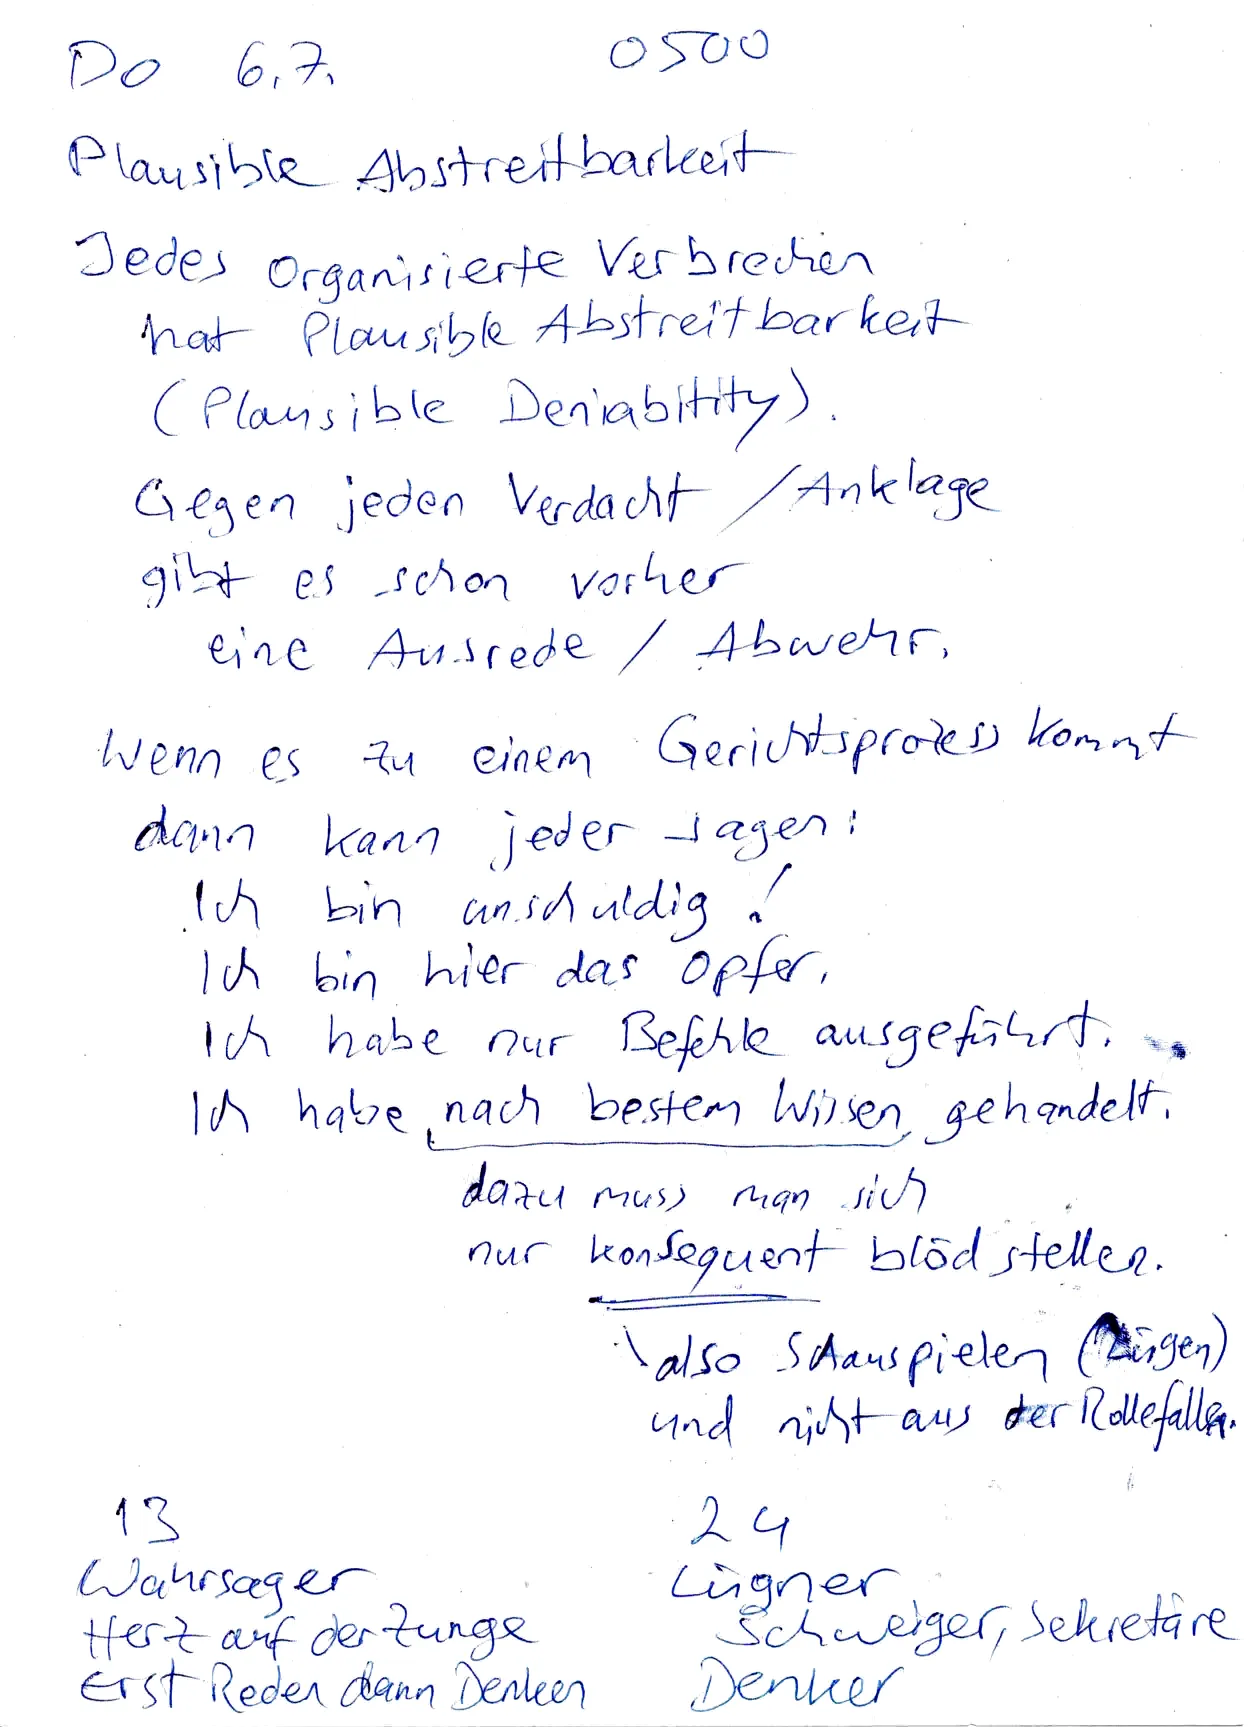 Do 6.7. 0500
Plausible Abstreitbarkeit
Jedes Organisierte Verbrechen
hat Plausible Abstreitbarkeit
(Plausible Deniabitity).
Gegen jeden Verdacht / Anklage
gibt es schon vorher
eine Ausrede / Abwehr.
Wenn es zu einem Gerichtsprozess kommt
dann kann jeder sagen:
Ich bin unschuldig!
Ich bin hier das Opfer.
Ich habe nur Befehle ausgeführt.
Ich habe nach bestem Wissen gehandelt.
dazu muss man sich
nur konsequent blöd stellen.
also Schauspielen (Lügen)
und nicht aus der Rolle fallen.
13 24
Wahrsager Lügner
Herz auf der Zunge Schweiger, Sekretäre
Erst Reden dann Denken Denker